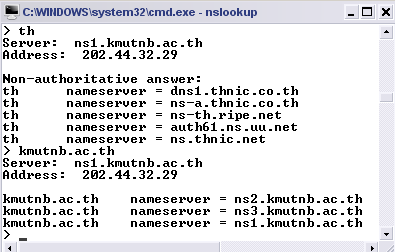 C:\WINDOWS\system32\cmd.exe - nslookup
> th
Server:  ns1.kmutnb.ac.th
Address:  202.44.32.29
Non-authoritative answer:
th      nameserver = dns1.thnic.co.th
th      nameserver = ns-a.thnic.co.th
th      nameserver = ns-th.ripe.net
th      nameserver = auth61.ns.uu.net
th      nameserver = ns.thnic.net
> kmutnb.ac.th
Server:  ns1.kmutnb.ac.th
Address:  202.44.32.29
kmutnb.ac.th    nameserver = ns2.kmutnb.ac.th
kmutnb.ac.th    nameserver = ns3.kmutnb.ac.th
kmutnb.ac.th    nameserver = ns1.kmutnb.ac.th
> _